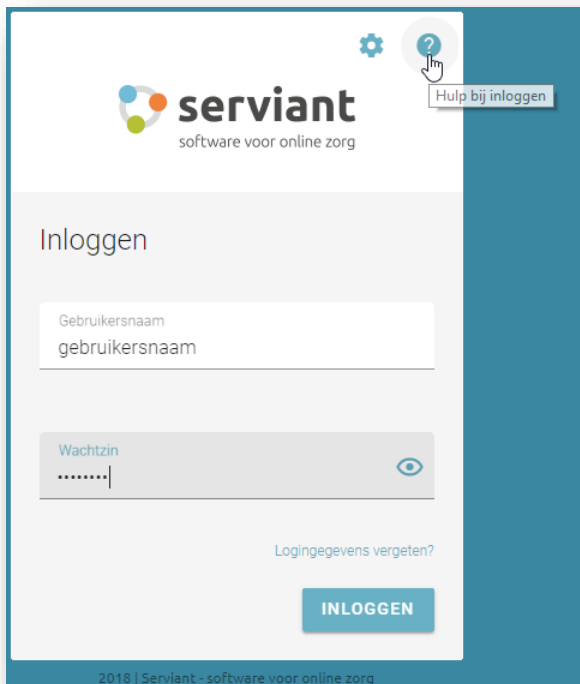 ?
Hulp bij inloggen
serviant
software voor online zorg
Inloggen
Gebruikersnaam
gebruikersnaam
Wachtzin
••••••••
Logingegevens vergeten?
INLOGGEN
2018 | Serviant - software voor online zorg